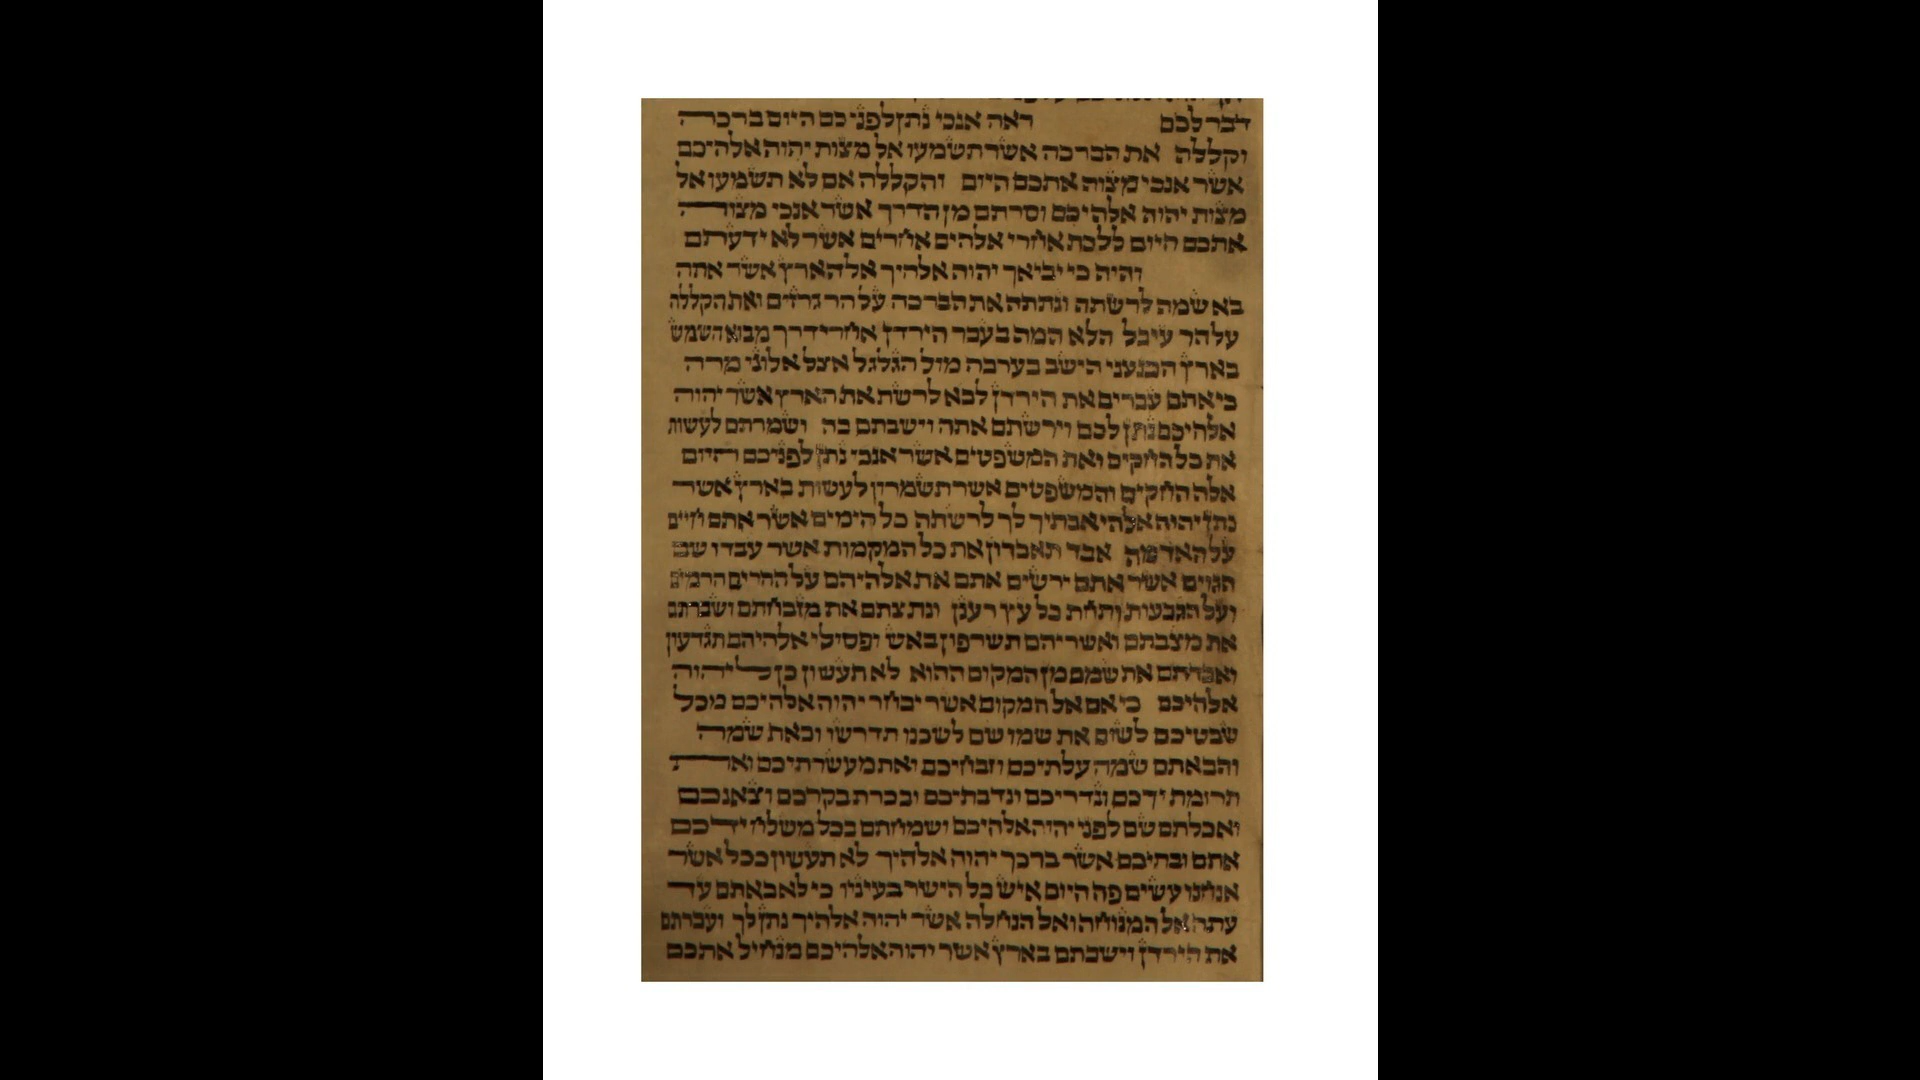 דבר לכם ראה אנכי נתן לפניכם היום ברכה
וקללה את הברכה אשר תשמעו אל מצות יהוה אלהיכם
אשר אנכי מצוה אתכם היום והקללה אם לא תשמעו אל
מצות יהוה אלהיכם וסרתם מן הדרך אשר אנכי מצוה
אתכם היום ללכת אחרי אלהים אחרים אשר לא ידעתם
והיה כי יביאך יהוה אלהיך אל הארץ אשר אתה
בא שמה לרשתה ונתתה את הברכה על הר גרזים ואת הקללה
על הר עיבל הלא המה בעבר הירדן אחרי דרך מבוא השמש
בארץ הכנעני הישב בערבה מול הגלגל אצל אלוני מרה
כי אתם עברים את הירדן לבא לרשת את הארץ אשר יהוה
אלהיכם נתן לכם וירשתם אתה וישבתם בה ושמרתם לעשות
את כל החקים ואת המשפטים אשר אנכי נתן לפניכם היום
אלה החקים והמשפטים אשר תשמרון לעשות בארץ אשר
נתן יהוה אלהי אבתיך לך לרשתה כל הימים אשר אתם חיים
על האדמה אבד תאבדון את כל המקמות אשר עבדו שם
הגוים אשר אתם ירשים אתם את אלהיהם על ההרים הרמים
ועל הגבעות ותחת כל עץ רענן ונתצתם את מזבחתם ושברתם
את מצבתם ואשריהם תשרפון באש ופסילי אלהיהם תגדעון
ואבדתם את שמם מן המקום ההוא לא תעשון כן ליהוה
אלהיכם כי אם אל המקום אשר יבחר יהוה אלהיכם מכל
שבטיכם לשום את שמו שם לשכנו תדרשו ובאת שמה
והבאתם שמה עלתיכם וזבחיכם ואת מעשרתיכם ואת
תרומת ידכם ונדריכם ונדבתיכם ובכרת בקרכם וצאנכם
ואכלתם שם לפני יהוה אלהיכם ושמחתם בכל משלח ידכם
אתם ובתיכם אשר ברכך יהוה אלהיך לא תעשון ככל אשר
אנחנו עשים פה היום איש כל הישר בעיניו כי לא באתם עד
עתה אל המנוחה ואל הנחלה אשר יהוה אלהיך נתן לך ועברתם
את הירדן וישבתם בארץ אשר יהוה אלהיכם מנחיל אתכם